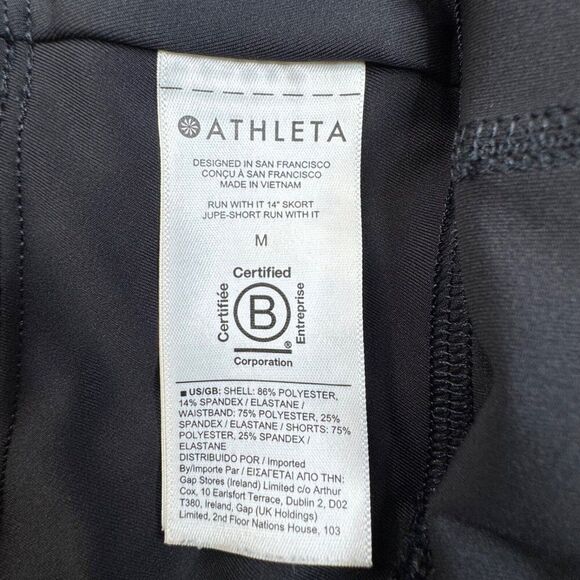 ATHLETA
DESIGNED IN SAN FRANCISCO
CONÇU À SAN FRANCISCO
MADE IN VIETNAM
RUN WITH IT 14" SKORT
JUPE-SHORT RUN WITH IT
M
Certified
Certifiée
B
Entreprise
®
Corporation
■ US/GB: SHELL: 86% POLYESTER,
14% SPANDEX / ELASTANE /
WAISTBAND: 75% POLYESTER, 25%
SPANDEX / ELASTANE / SHORTS: 75%
POLYESTER, 25% SPANDEX /
ELASTANE
DISTRIBUIDO POR / Imported
By/Importe Par / ΕΙΣΑΓΕΤΑΙ ΑΠΟ ΤΗΝ:
Gap Stores (Ireland) Limited c/o Arthur
Cox, 10 Earlsfort Terrace, Dublin 2, D02
T380, Ireland, Gap (UK Holdings)
Limited, 2nd Floor Nations House, 103